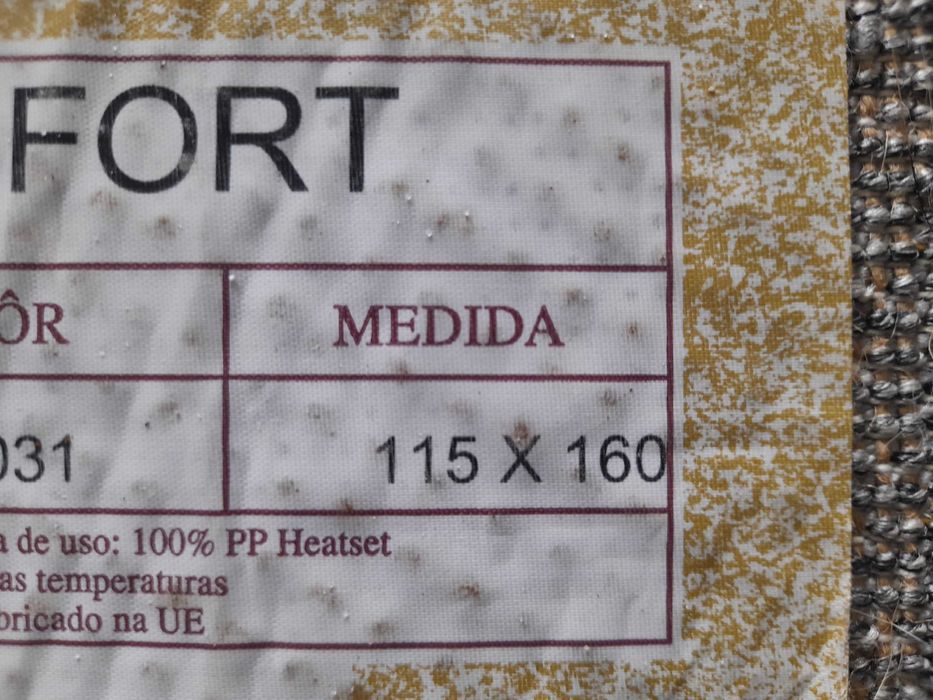 FORT
ÔR MEDIDA
031 115 X 160
a de uso: 100% PP Heatset
as temperaturas
bricado na UE